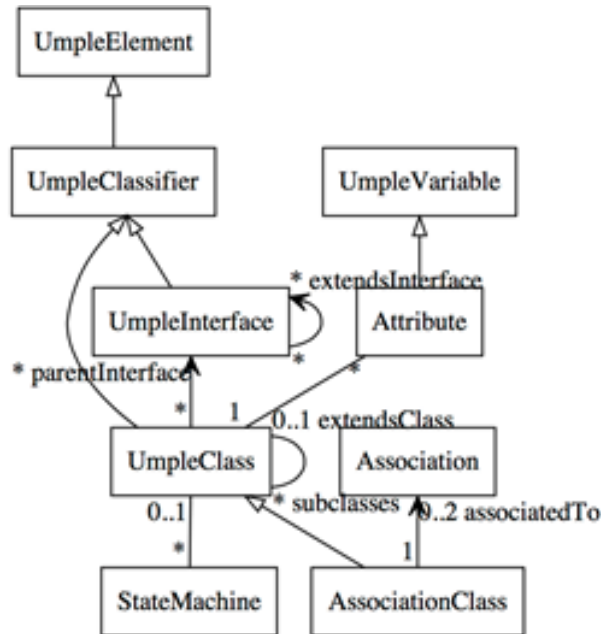 UmpleElement
UmpleClassifier
UmpleVariable
* extendsInterface
UmpleInterface
Attribute
*
*
* parentInterface
*
1
0..1 extendsClass
UmpleClass
Association
* subclasses
0..1
0..2 associatedTo
*
1
StateMachine
AssociationClass